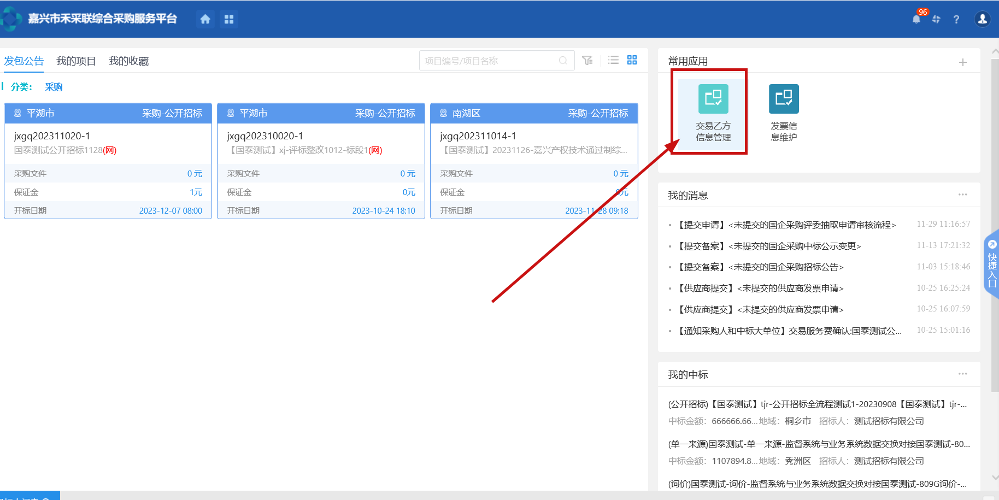 嘉兴市禾采联综合采购服务平台
96
?
发包公告 我的项目 我的收藏
项目编号/项目名称
分类： 采购
平湖市 采购-公开招标
jxgq202311020-1
国泰测试公开招标1128(网)
采购文件 0 元
保证金 1元
开标日期 2023-12-07 08:00
平湖市 采购-公开招标
jxgq202310020-1
【国泰测试】xj-评标整改1012-标段1(网)
采购文件 0 元
保证金 0元
开标日期 2023-10-24 18:10
南湖区 采购-公开招标
jxgq202311014-1
【国泰测试】20231126-嘉兴产权技术通过制综...
采购文件 0 元
保证金 0元
开标日期 2023-11-28 09:18
常用应用
交易乙方
信息管理
发票信
息维护
我的消息
【提交申请】<未提交的国企采购评委抽取申请审核流程> 11-29 11:16:57
【提交备案】<未提交的国企采购中标公示变更> 11-13 17:21:32
【提交备案】<未提交的国企采购招标公告> 11-03 15:18:46
【供应商提交】<未提交的供应商发票申请> 10-25 16:25:24
【供应商提交】<未提交的供应商发票申请> 10-25 16:07:59
【通知采购人和中标大单位】交易服务费确认:国泰测试公... 10-25 15:01:16
快捷入口
我的中标
(公开招标)【国泰测试】tjr-公开招标全流程测试1-20230908【国泰测试】tjr-...
中标金额：666666.66... 地域：桐乡市 招标人：测试招标有限公司
(单一来源)国泰测试-单一来源-监督系统与业务系统数据交换对接国泰测试-80...
中标金额：1107894.8... 地域：秀洲区 招标人：测试招标有限公司
(询价)国泰测试-询价-监督系统与业务系统数据交换对接国泰测试-809G询价-...